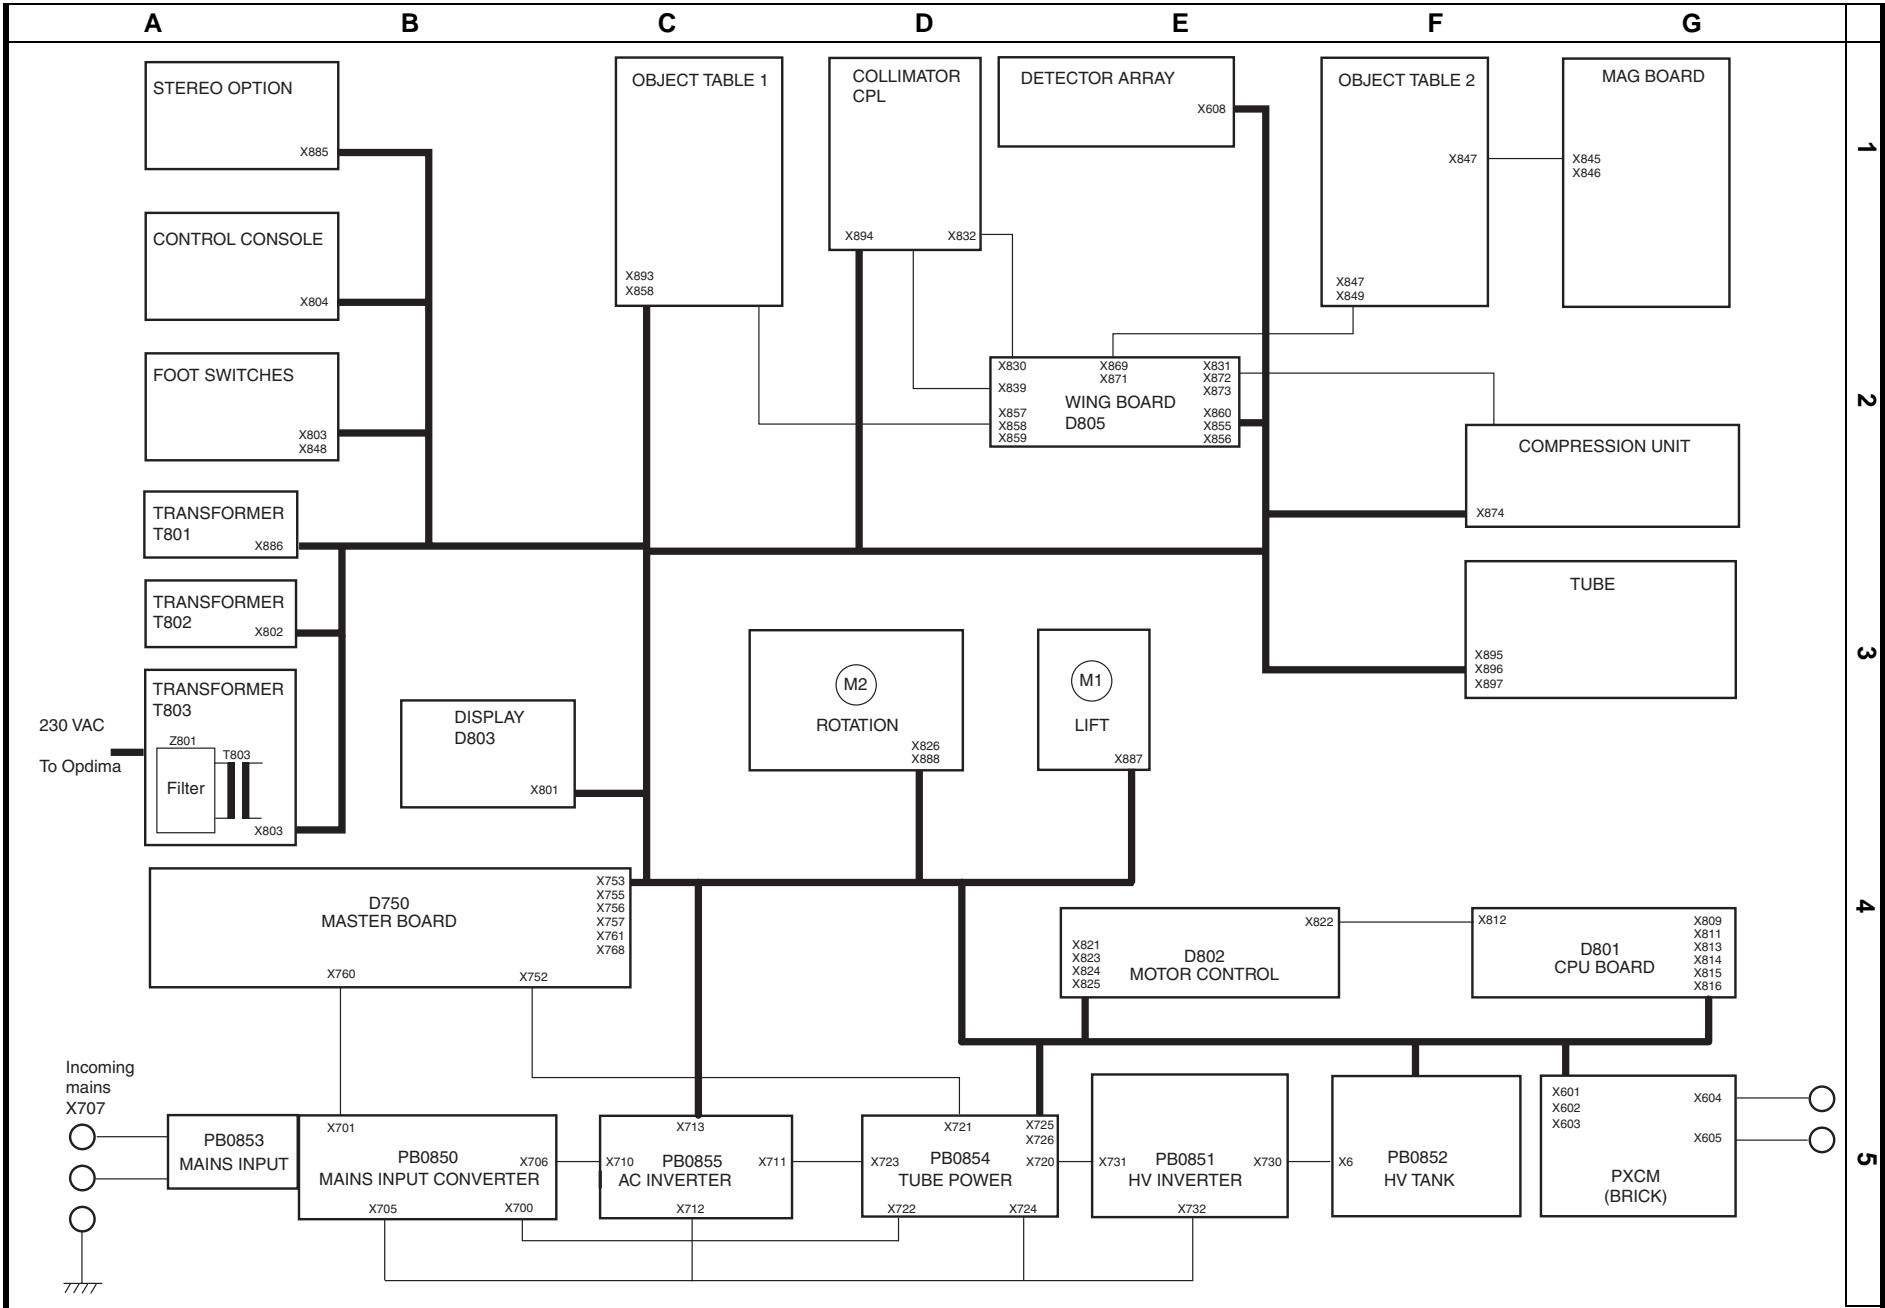 A B C D E F G
STEREO OPTION
X885
CONTROL CONSOLE
X804
FOOT SWITCHES
X803
X848
TRANSFORMER
T801
X886
TRANSFORMER
T802
X802
TRANSFORMER
T803
Z801
T803
Filter
X803
230 VAC
To Opdima
OBJECT TABLE 1
X893
X858
COLLIMATOR
CPL
X894
X832
DETECTOR ARRAY
X608
OBJECT TABLE 2
X847
X847
X849
MAG BOARD
X845
X846
1
X830
X839
X857
X858
X859
X869
X871
WING BOARD
D805
X831
X872
X873
X860
X855
X856
COMPRESSION UNIT
X874
2
TUBE
X895
X896
X897
DISPLAY
D803
X801
M2
ROTATION
X826
X888
M1
LIFT
X887
3
D750
MASTER BOARD
X753
X755
X756
X757
X761
X768
X760
X752
X822
X821
X823
X824
X825
D802
MOTOR CONTROL
X812
D801
CPU BOARD
X809
X811
X813
X814
X815
X816
4
Incoming
mains
X707
PB0853
MAINS INPUT
X701
PB0850
MAINS INPUT CONVERTER
X706
X705
X700
X713
X710
PB0855
AC INVERTER
X711
X712
X721
X725
X726
X723
PB0854
TUBE POWER
X720
X722
X724
X731
PB0851
HV INVERTER
X730
X732
X6
PB0852
HV TANK
X601
X602
X603
X604
X605
PXCM
(BRICK)
5